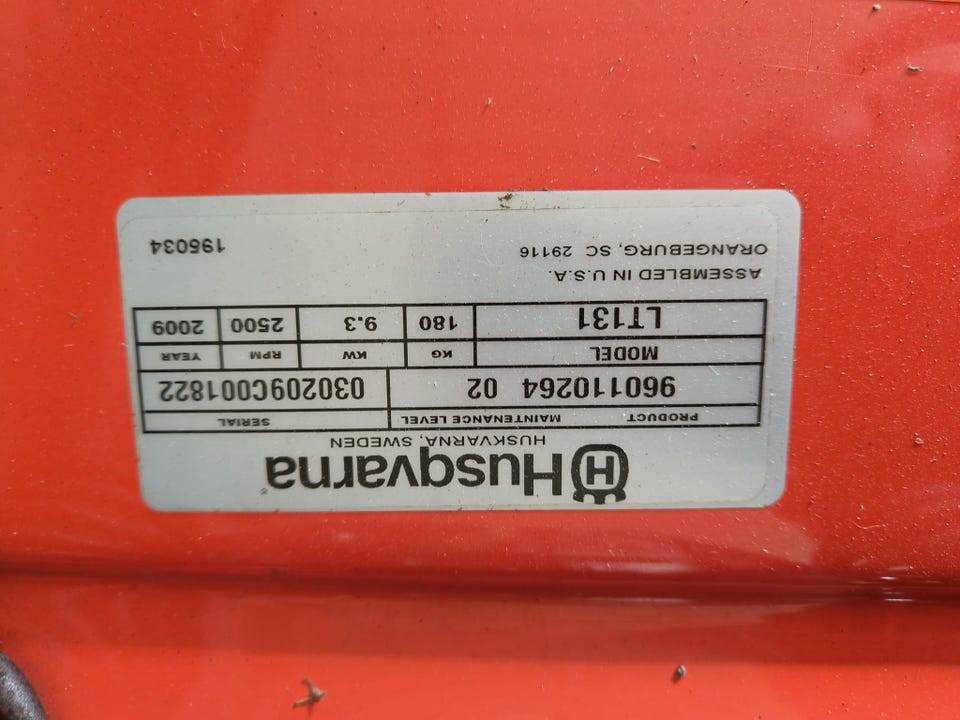 Husqvarna®
HUSKVARNA, SWEDEN
PRODUCT. MAINTENANCE LEVEL SERIAL
960110264 02 030209C001822
MODEL KG KW RPM YEAR
LT131 180 9.3 2500 2009
ASSEMBLED IN U.S.A.
ORANGEBURG, SC 29116
195034